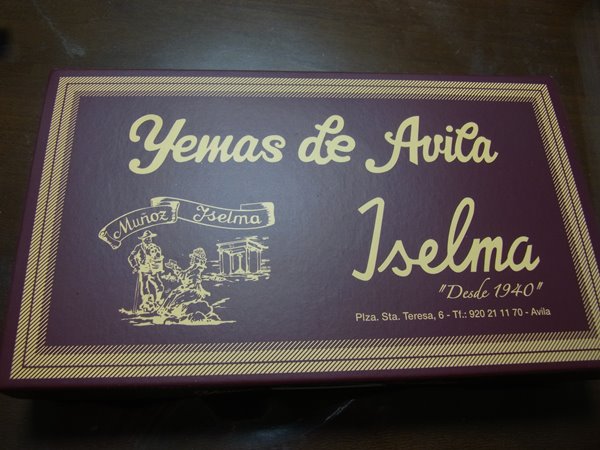 Yemas de Avila
Muñoz Iselma
Iselma
"Desde 1940"
Plza. Sta. Teresa, 6 - Tf.: 920 21 11 70 - Avila